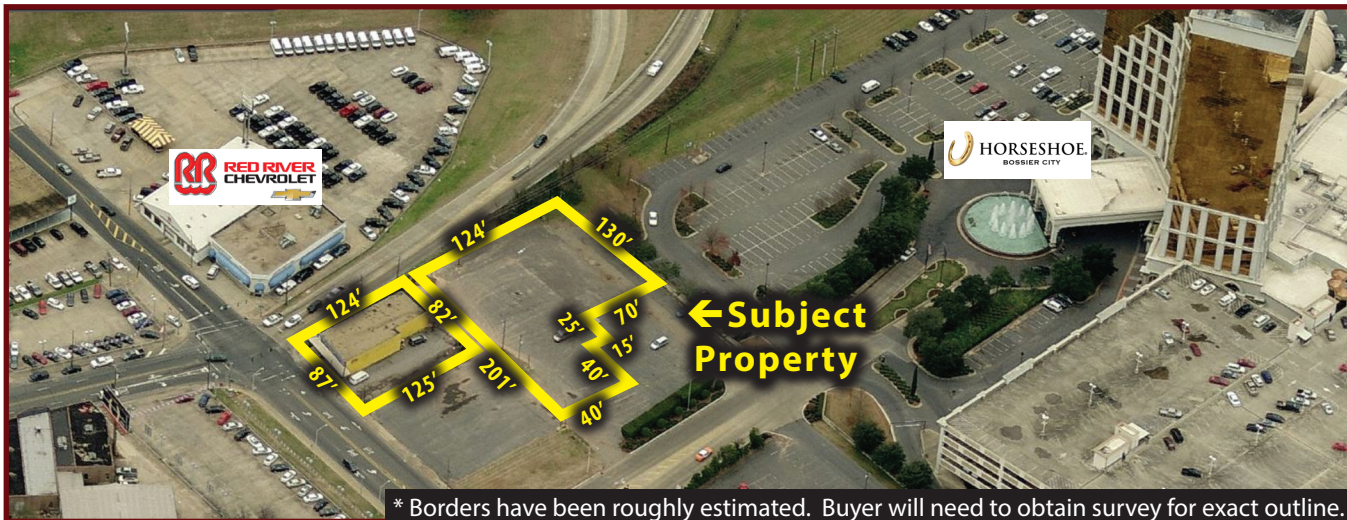 RR RED RIVER
CHEVROLET
HORSESHOE®
BOSSIER CITY
124’
130’
124’
82’
70’
25’
15’
40’
201’
87’
125’
40’
←Subject
Property
* Borders have been roughly estimated. Buyer will need to obtain survey for exact outline.